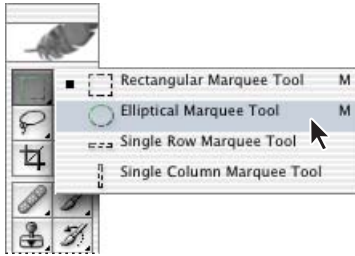 Rectangular Marquee Tool M
Elliptical Marquee Tool M
Single Row Marquee Tool
Single Column Marquee Tool